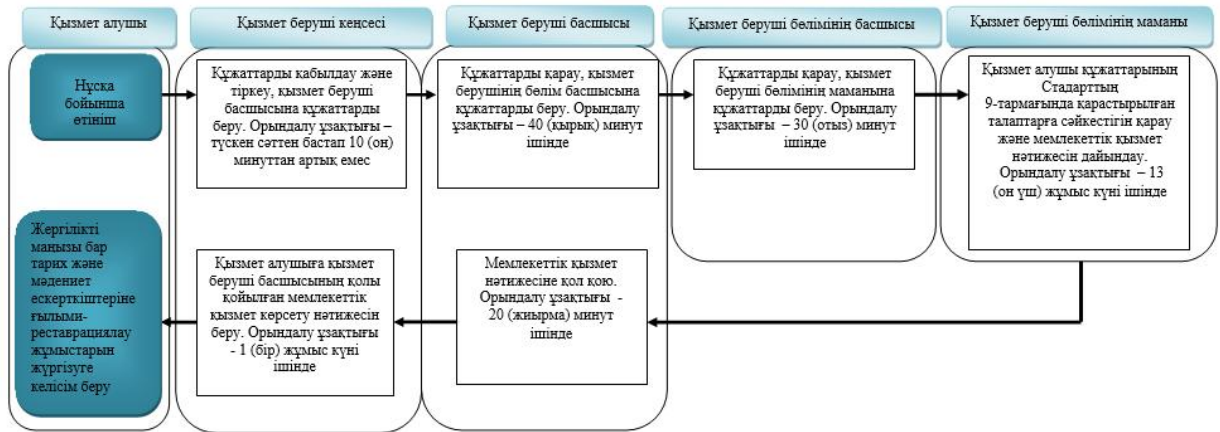 Қызмет алушы
Қызмет беруші кеңсесі
Қызмет беруші басшысы
Қызмет беруші бөлімінің басшысы
Қызмет беруші бөлімінің маманы
Нұсқа
бойынша
өтініш
Құжаттарды қабылдау және
тіркеу, қызмет беруші
басшысына құжаттарды
беру. Орындалу ұзақтығы –
түскен сәттен бастап 10 (он)
минуттан артық емес
Құжаттарды қарау, қызмет
берушінің бөлім басшысына
құжаттарды беру. Орындалу
ұзақтығы – 40 (қырық) минут
ішінде
Құжаттарды қарау, қызмет
беруші бөлімінің маманына
құжаттарды беру. Орындалу
ұзақтығы – 30 (отыз) минут
ішінде
Қызмет алушы құжаттарының
Стадарттың
9-тармағында қарастырылған
талаптарға сәйкестігін қарау
және мемлекеттік қызмет
нәтижесін дайындау.
Орындалу ұзақтығы – 13
(он үш) жұмыс күні ішінде
Жергілікті
маңызы бар
тарих және
мәдениет
ескерткіштеріне
ғылыми-
реставрациялау
жұмыстарын
жүргізуге
келісім беру
Қызмет алушыға қызмет
беруші басшысының қолы
қойылған мемлекеттік
қызмет көрсету нәтижесін
беру. Орындалу ұзақтығы
- 1 (бір) жұмыс күні
ішінде
Мемлекеттік қызмет
нәтижесіне қол қою.
Орындалу ұзақтығы -
20 (жиырма) минут
ішінде